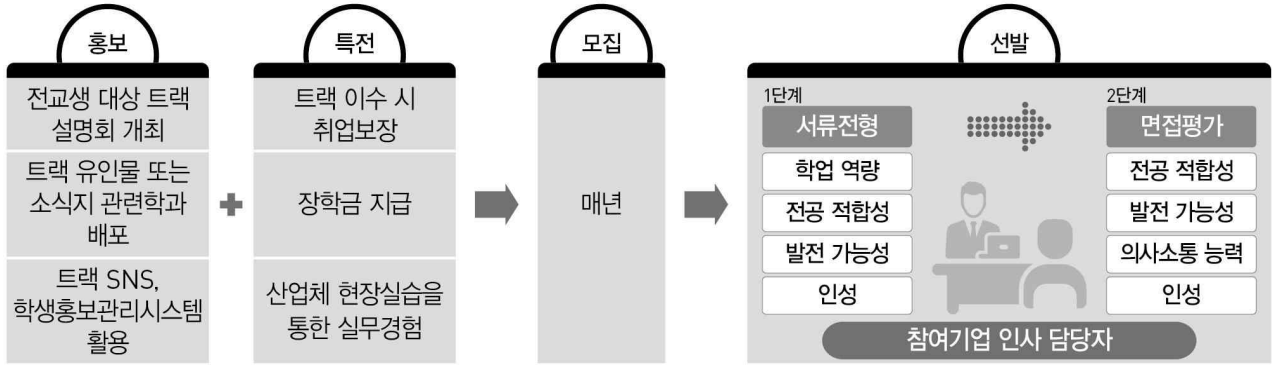 홍보
전교생 대상 트랙
설명회 개최
트랙 유인물 또는
소식지 관련학과
배포
트랙 SNS,
학생홍보관리시스템
활용
특전
트랙 이수 시
취업보장
장학금 지급
산업체 현장실습을
통한 실무경험
모집
매년
선발
1단계
서류전형
학업 역량
전공 적합성
발전 가능성
인성
2단계
면접평가
전공 적합성
발전 가능성
의사소통 능력
인성
참여기업 인사 담당자